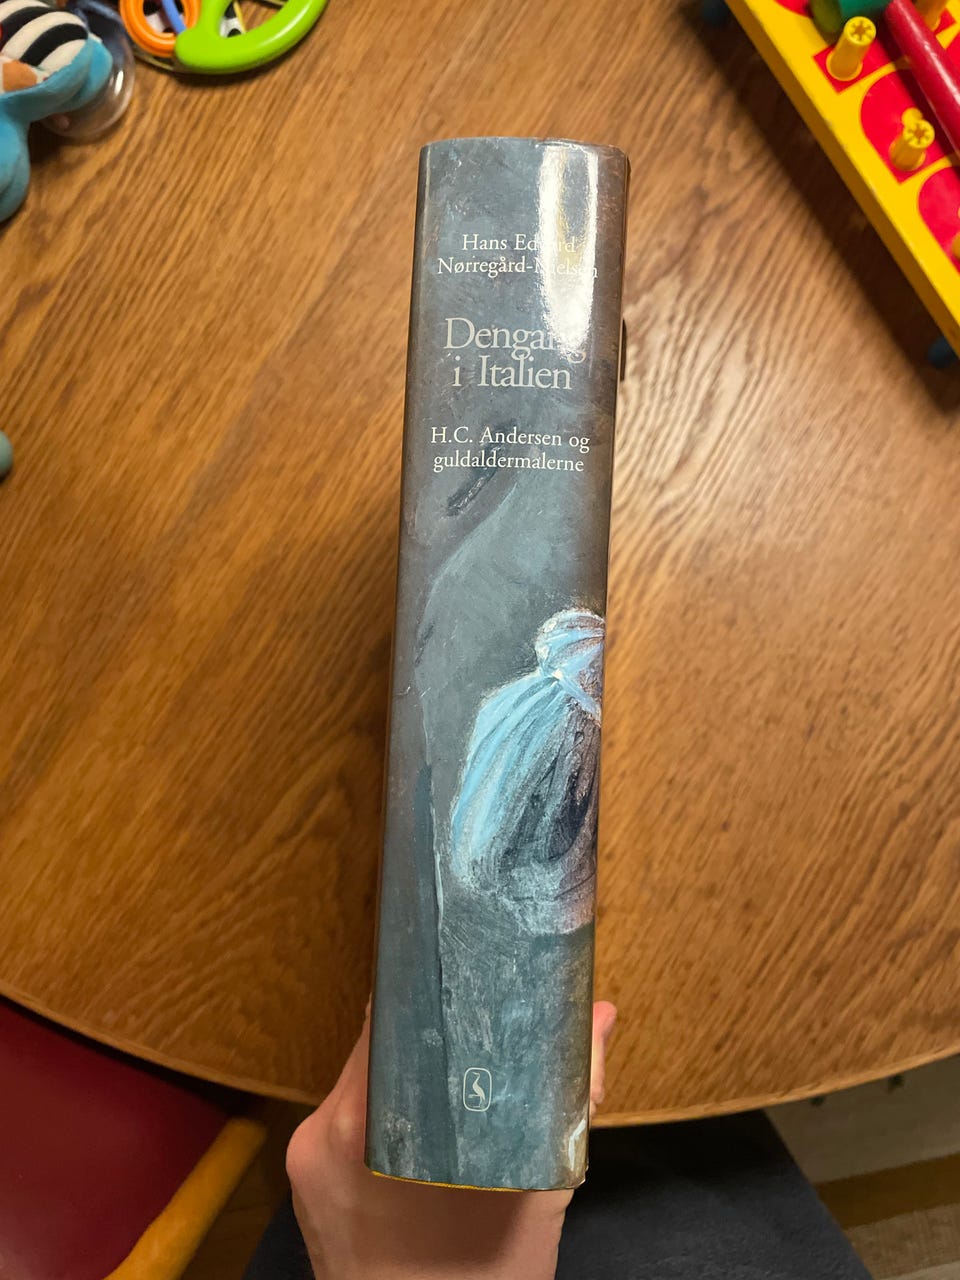 Hans Edvard
Nørregård-Nielsen
Dengang
i Italien
H.C. Andersen og
guldaldermalerne